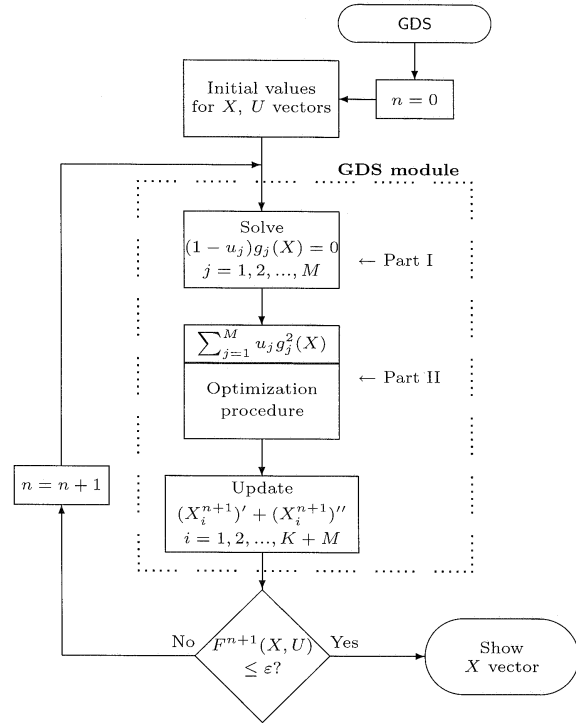 GDS
Initial values
for X, U vectors
n = 0
GDS module
Solve
(1 − u_j)g_j(X) = 0
j = 1, 2, ..., M
← Part I
∑_{j=1}^{M} u_j g_j^2(X)
Optimization
procedure
← Part II
n = n + 1
Update
(X_i^{n+1})′ + (X_i^{n+1})′′
i = 1, 2, ..., K + M
No
F^{n+1}(X, U)
≤ ε?
Yes
Show
X vector